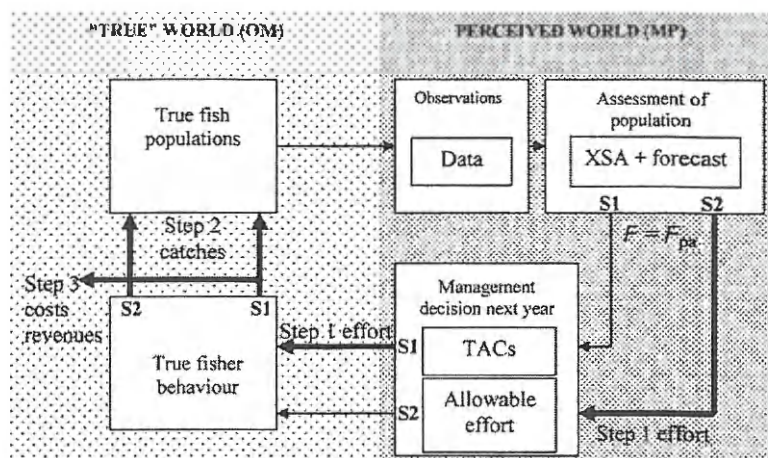 "TRUE" WORLD (OM)
PERCEIVED WORLD (MP)
True fish
populations
Observations
Data
Assessment of
population
XSA + forecast
S1
S2
F = Fpa
Step 2
catches
Step 3
costs
revenues
S2
S1
True fisher
behaviour
Step 1 effort
Management
decision next year
S1
TACs
S2
Allowable
effort
Step 1 effort